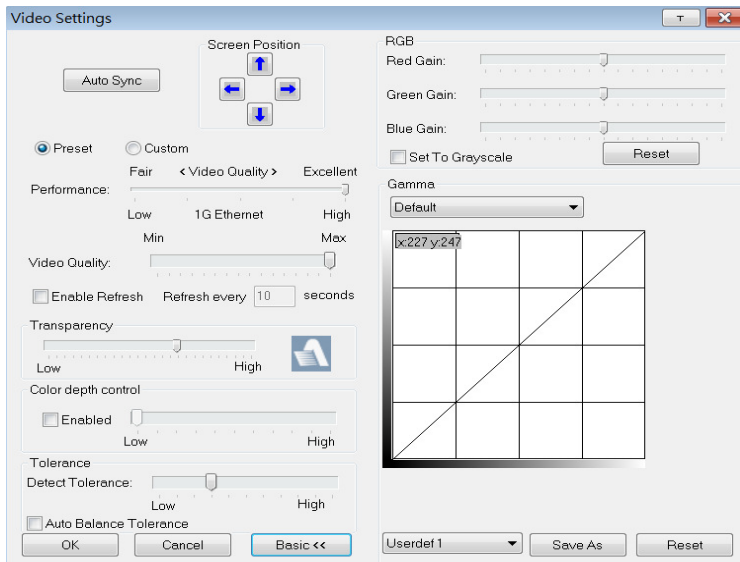 Video Settings
T
Screen Position
Auto Sync
Preset
Custom
Fair < Video Quality > Excellent
Performance:
Low 1G Ethernet High
Min Max
Video Quality:
Enable Refresh Refresh every 10 seconds
Transparency
Low High
Color depth control
Enabled
Low High
Tolerance
Detect Tolerance:
Low High
Auto Balance Tolerance
OK Cancel Basic <<
RGB
Red Gain:
Green Gain:
Blue Gain:
Set To Grayscale Reset
Gamma
Default
x:227 y:247
Userdef 1 Save As Reset